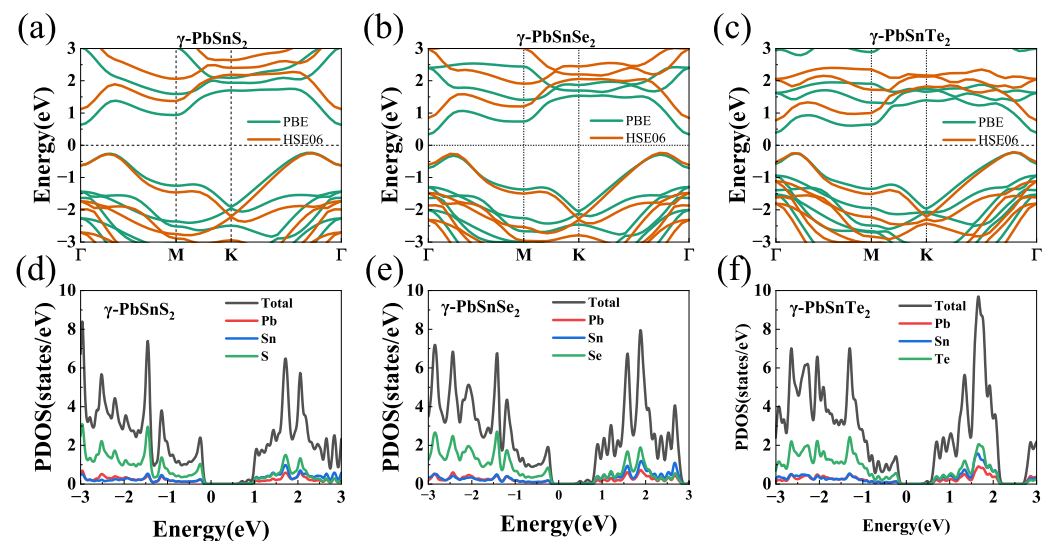 (a)
γ-PbSnS₂
Energy(eV)
3
2
1
0
−1
−2
−3
PBE
HSE06
Γ
M
K
Γ
(b)
γ-PbSnSe₂
Energy(eV)
3
2
1
0
−1
−2
−3
PBE
HSE06
Γ
M
K
Γ
(c)
γ-PbSnTe₂
Energy(eV)
3
2
1
0
−1
−2
−3
PBE
HSE06
Γ
M
K
Γ
(d)
γ-PbSnS₂
PDOS(states/eV)
10
8
6
4
2
0
Total
Pb
Sn
S
−3 −2 −1 0 1 2 3
Energy(eV)
(e)
γ-PbSnSe₂
PDOS(states/eV)
10
8
6
4
2
0
Total
Pb
Sn
Se
−3 −2 −1 0 1 2 3
Energy(eV)
(f)
γ-PbSnTe₂
PDOS(states/eV)
10
8
6
4
2
0
Total
Pb
Sn
Te
−3 −2 −1 0 1 2 3
Energy(eV)